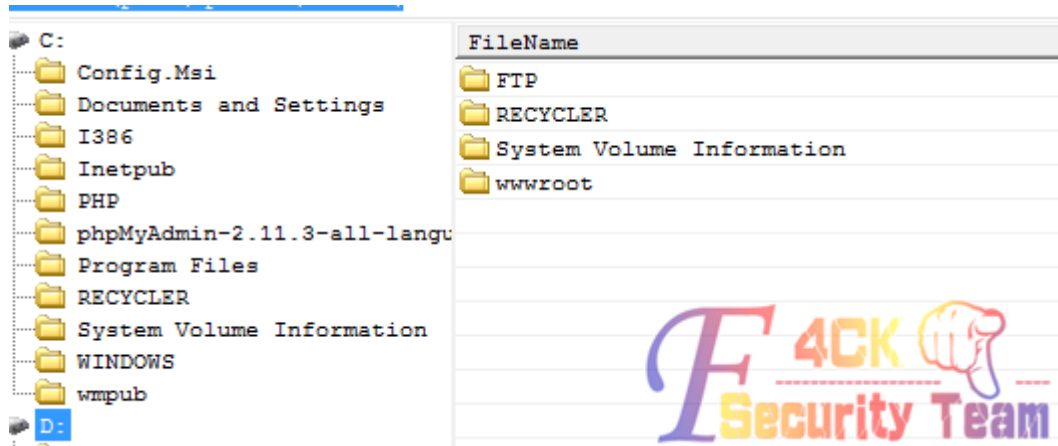 C:
Config.Msi
Documents and Settings
I386
Inetpub
PHP
phpMyAdmin-2.11.3-all-langu
Program Files
RECYCLER
System Volume Information
WINDOWS
wmpub
D:
FileName
FTP
RECYCLER
System Volume Information
wwwroot
F4CK
Security Team